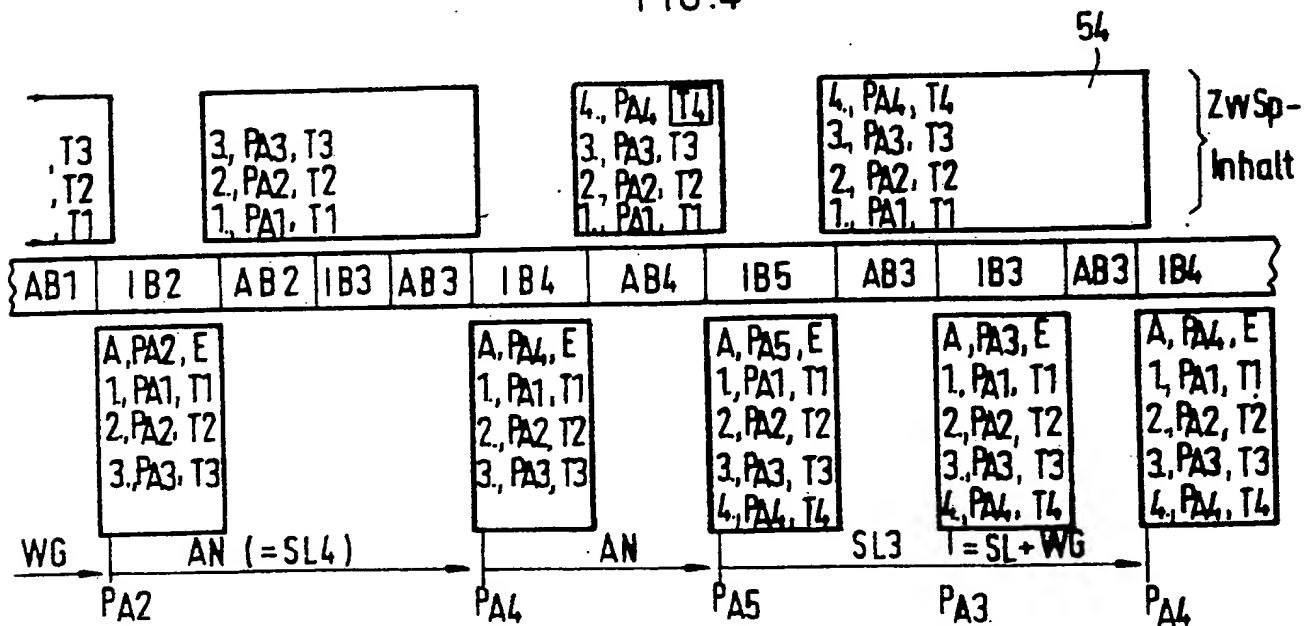 FIG.4
54
, T3
, T2
, T1
3., PA3, T3
2., PA2, T2
1., PA1, T1
4., PA4, T4
3., PA3, T3
2., PA2, T2
1., PA1, T1
4., PA4, T4
3., PA3, T3
2., PA2, T2
1., PA1, T1
ZwSp-
Inhalt
AB1 IB2 AB2 IB3 AB3 IB4 AB4 IB5 AB3 IB3 AB3 IB4
A, PA2, E
1., PA1, T1
2., PA2, T2
3., PA3, T3
A, PA4, E
1., PA1, T1
2., PA2, T2
3., PA3, T3
A, PA5, E
1., PA1, T1
2., PA2, T2
3., PA3, T3
4., PA4, T4
A, PA3, E
1., PA1, T1
2., PA2, T2
3., PA3, T3
4., PA4, T4
A, PA4, E
1., PA1, T1
2., PA2, T2
3., PA3, T3
4., PA4, T4
WG AN (=SL4) AN SL3 =SL+WG
PA2 PA4 PA5 PA3 PA4